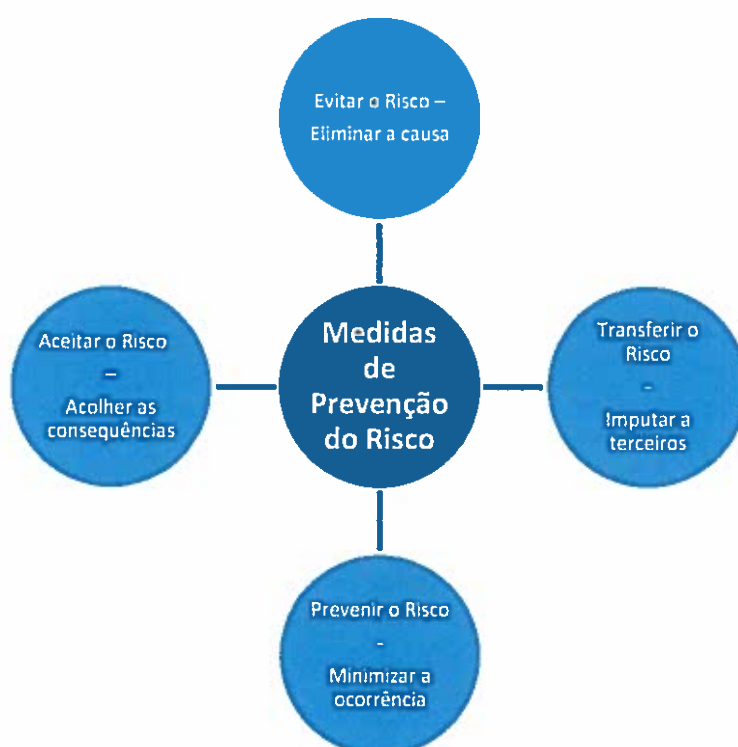 Evitar o Risco –
Eliminar a causa
Aceitar o Risco
–
Acolher as
consequências
Medidas
de
Prevenção
do Risco
Transferir o
Risco
-
Imputar a
terceiros
Prevenir o Risco
-
Minimizar a
ocorrência